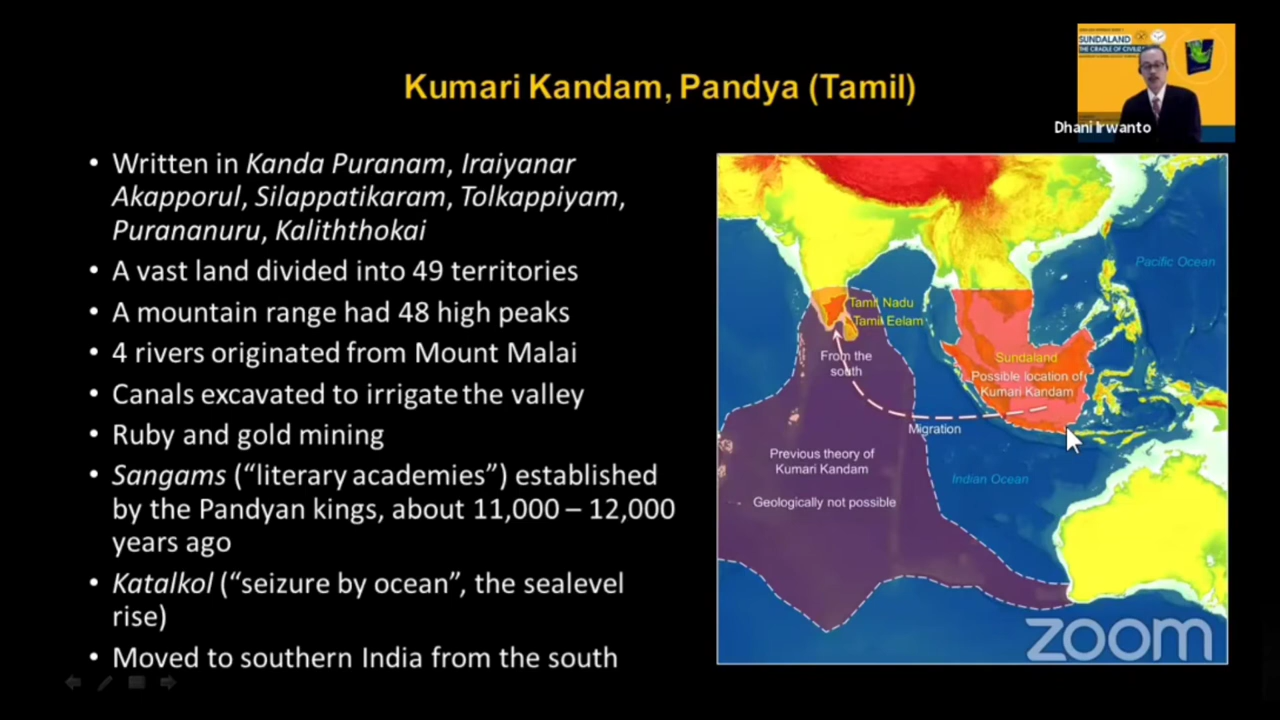 Kumari Kandam, Pandya (Tamil)
SUNDALAND
Dhani Irwanto
• Written in Kanda Puranam, Iraiyanar
Akapporul, Silappatikaram, Tolkappiyam,
Purananuru, Kaliththokai
• A vast land divided into 49 territories
• A mountain range had 48 high peaks
• 4 rivers originated from Mount Malai
• Canals excavated to irrigate the valley
• Ruby and gold mining
• Sangams (“literary academies”) established
by the Pandyan kings, about 11,000 – 12,000
years ago
• Katalkol (“seizure by ocean”, the sealevel
rise)
• Moved to southern India from the south
Pacific Ocean
Tamil Nadu
Tamil Eelam
From the
south
Sundaland
Possible location of
Kumari Kandam
Migration
Previous theory of
Kumari Kandam
Indian Ocean
- Geologically not possible
zoom